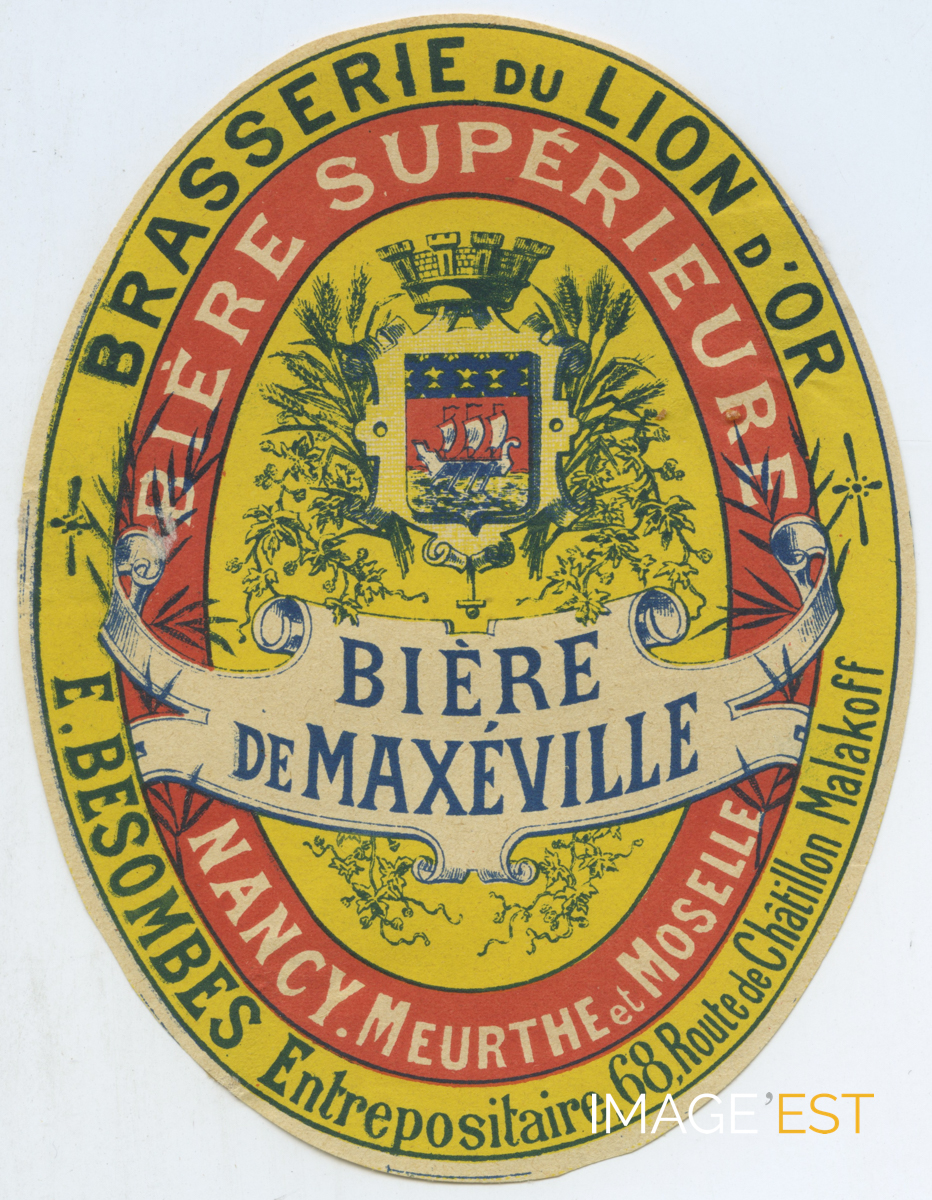 BRASSERIE DU LION D'OR
BIÈRE SUPÉRIEURE
BIÈRE
DE MAXÉVILLE
NANCY. MEURTHE et MOSELLE
E. BESOMBES Entrepositaire 68, Route de Châtillon Malakoff
IMAGE'EST